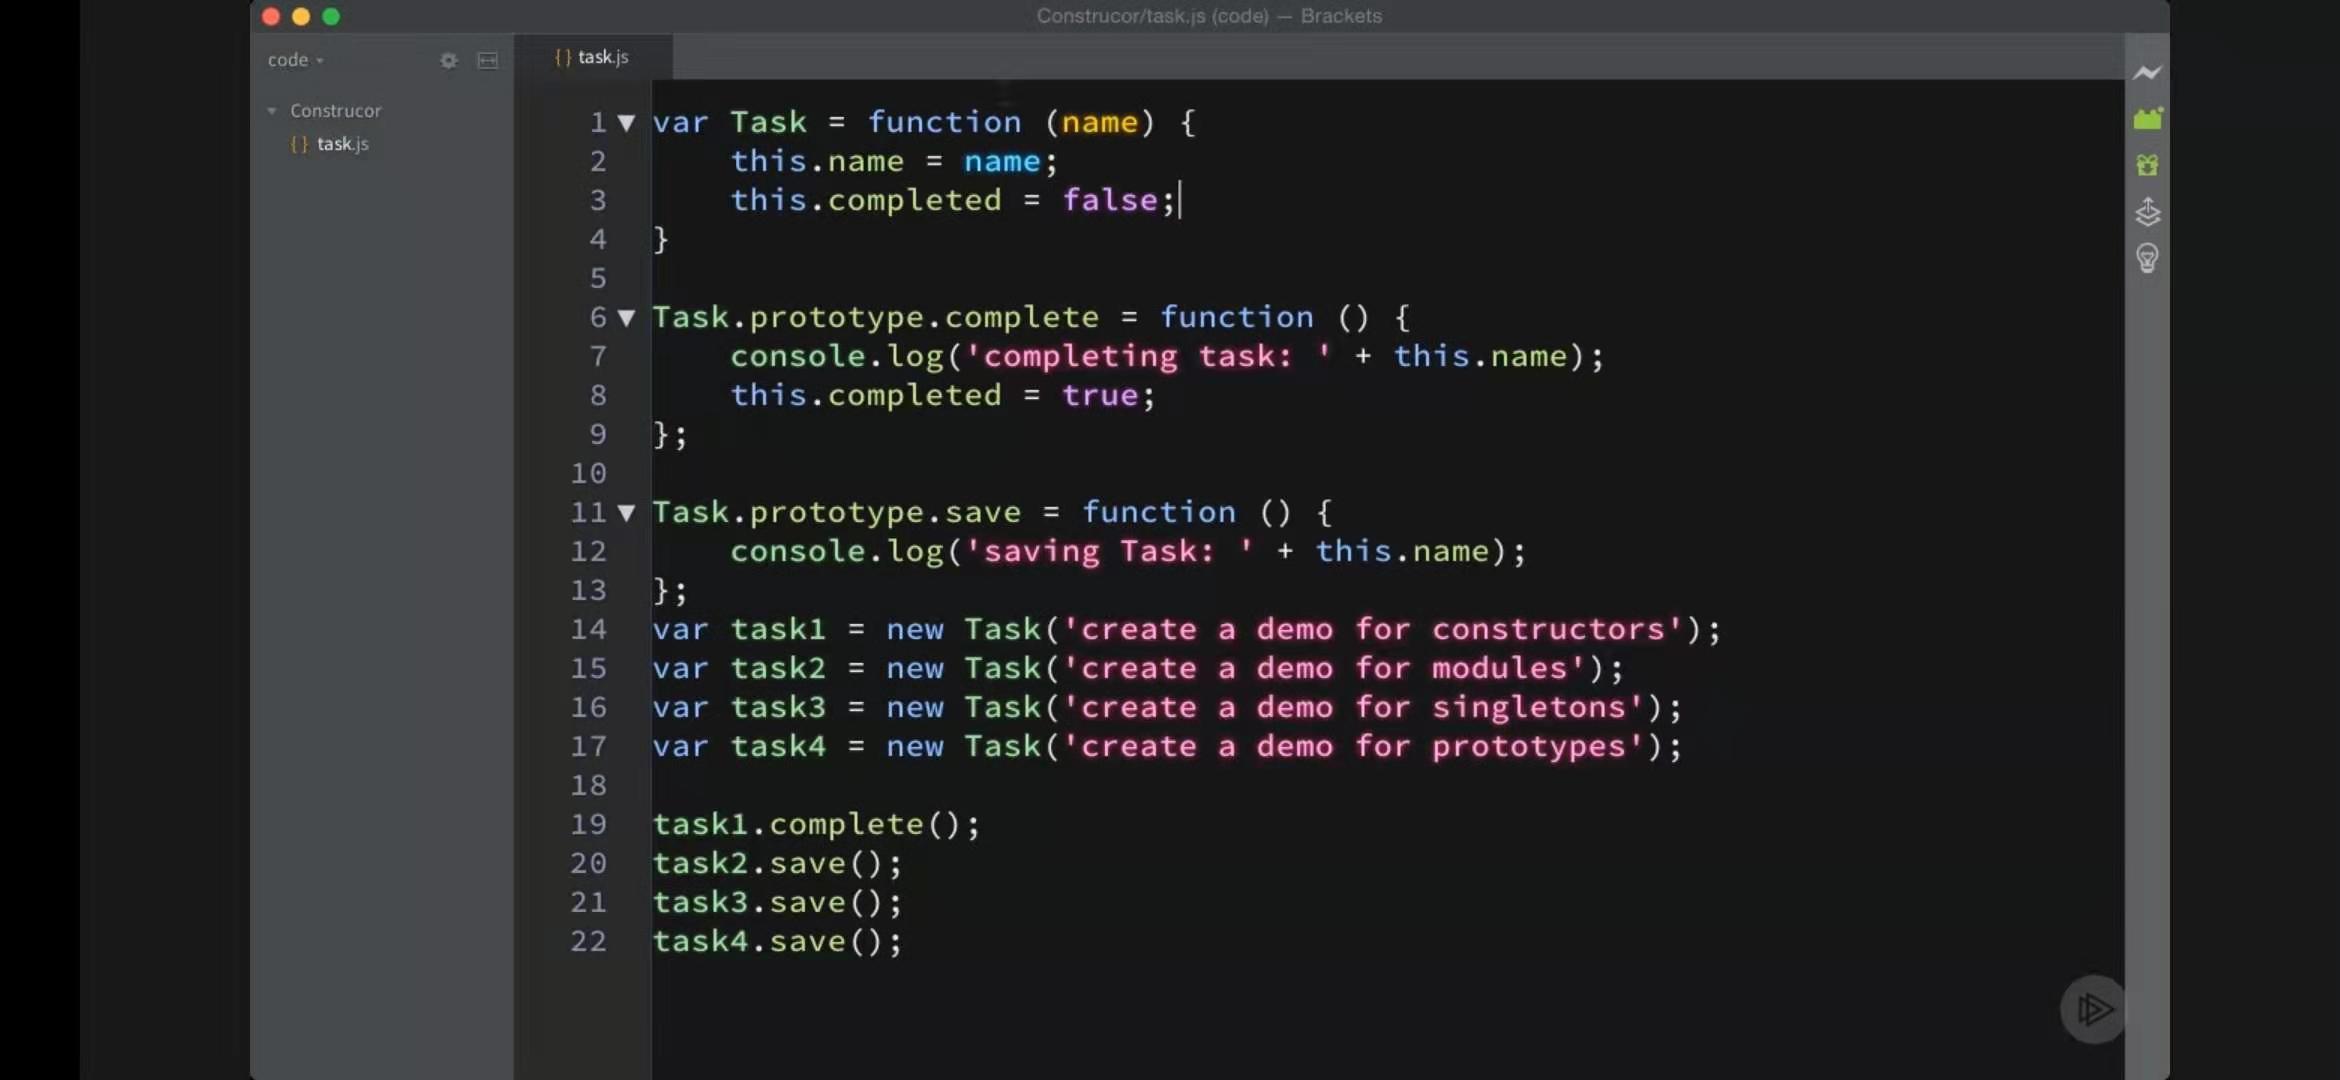 Construcor/task.js (code) — Brackets
code
Construcor
{} task.js
{} task.js
1 var Task = function (name) {
2     this.name = name;
3     this.completed = false;
4 }
5
6 Task.prototype.complete = function () {
7     console.log('completing task: ' + this.name);
8     this.completed = true;
9 };
10
11 Task.prototype.save = function () {
12     console.log('saving Task: ' + this.name);
13 };
14 var task1 = new Task('create a demo for constructors');
15 var task2 = new Task('create a demo for modules');
16 var task3 = new Task('create a demo for singletons');
17 var task4 = new Task('create a demo for prototypes');
18
19 task1.complete();
20 task2.save();
21 task3.save();
22 task4.save();